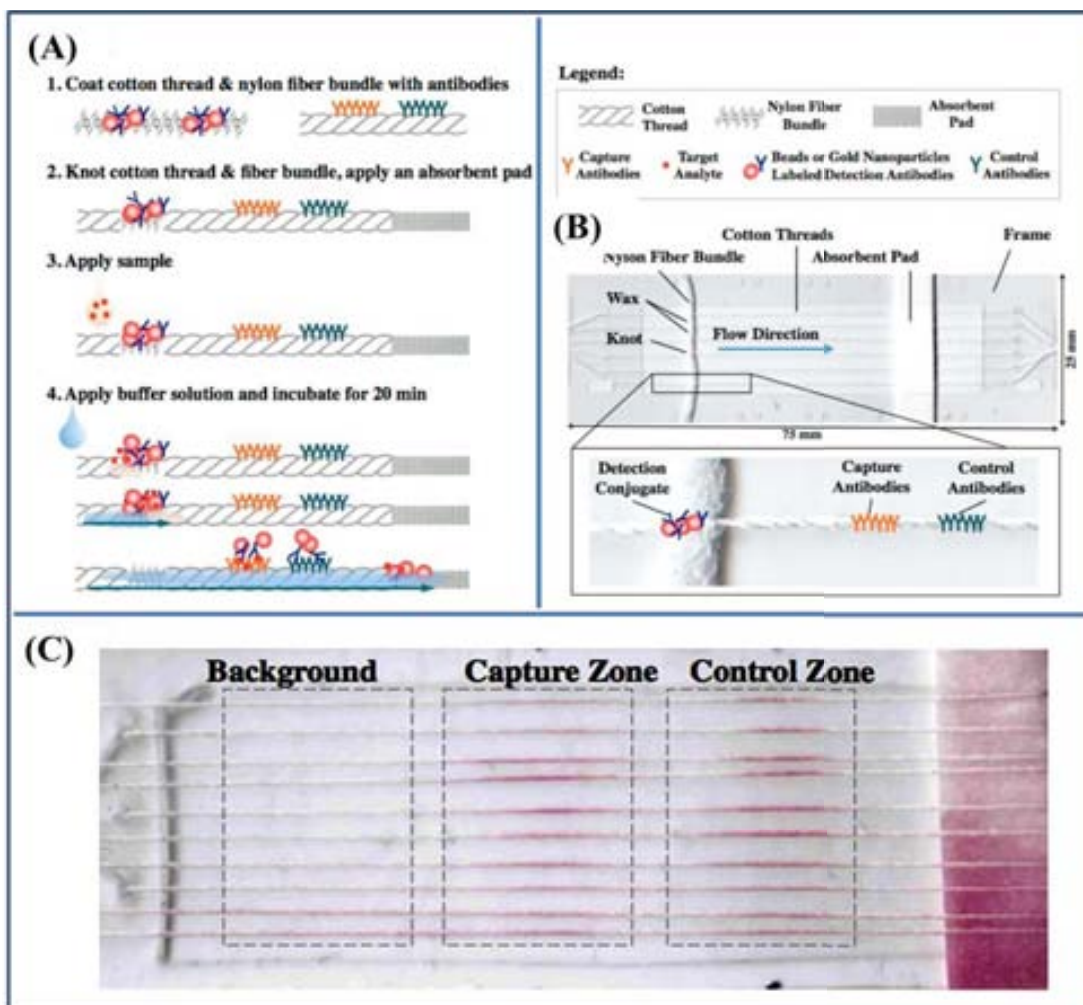 (A)
1. Coat cotton thread & nylon fiber bundle with antibodies
2. Knot cotton thread & fiber bundle, apply an absorbent pad
3. Apply sample
4. Apply buffer solution and incubate for 20 min
Legend:
Cotton
Thread
Nylon Fiber
Bundle
Absorbent
Pad
Capture
Antibodies
Target
Analyte
Beads or Gold Nanoparticles
Labeled Detection Antibodies
Control
Antibodies
(B)
Cotton Threads
Frame
Nylon Fiber Bundle
Absorbent Pad
Wax
Knot
Flow Direction
25 mm
75 mm
Detection
Conjugate
Capture
Antibodies
Control
Antibodies
(C)
Background
Capture Zone
Control Zone